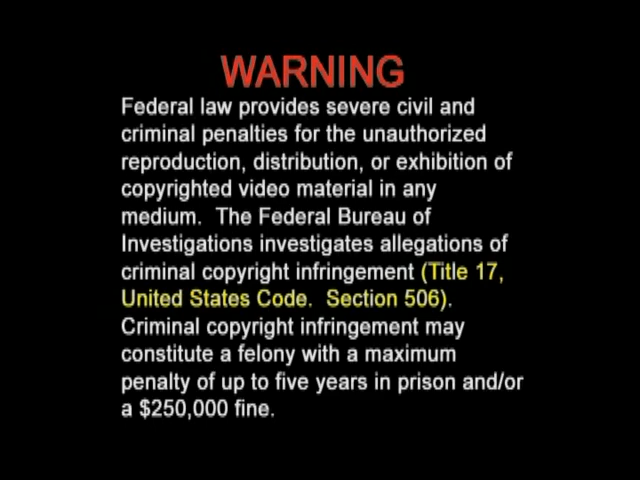 WARNING
Federal law provides severe civil and
criminal penalties for the unauthorized
reproduction, distribution, or exhibition of
copyrighted video material in any
medium.  The Federal Bureau of
Investigations investigates allegations of
criminal copyright infringement (Title 17,
United States Code.  Section 506).
Criminal copyright infringement may
constitute a felony with a maximum
penalty of up to five years in prison and/or
a $250,000 fine.